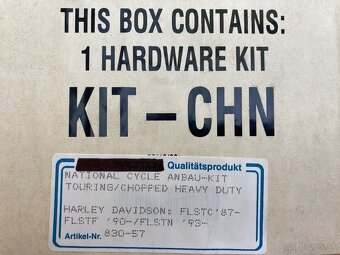 THIS BOX CONTAINS:
1 HARDWARE KIT
KIT-CHN
Qualitätsprodukt
NATIONAL CYCLE ANBAU-KIT
TOURING/CHOPPED HEAVY DUTY
HARLEY DAVIDSON: FLSTC'87-
FLSTF '90-/FLSTN '93-
Artikel-Nr. 830-57